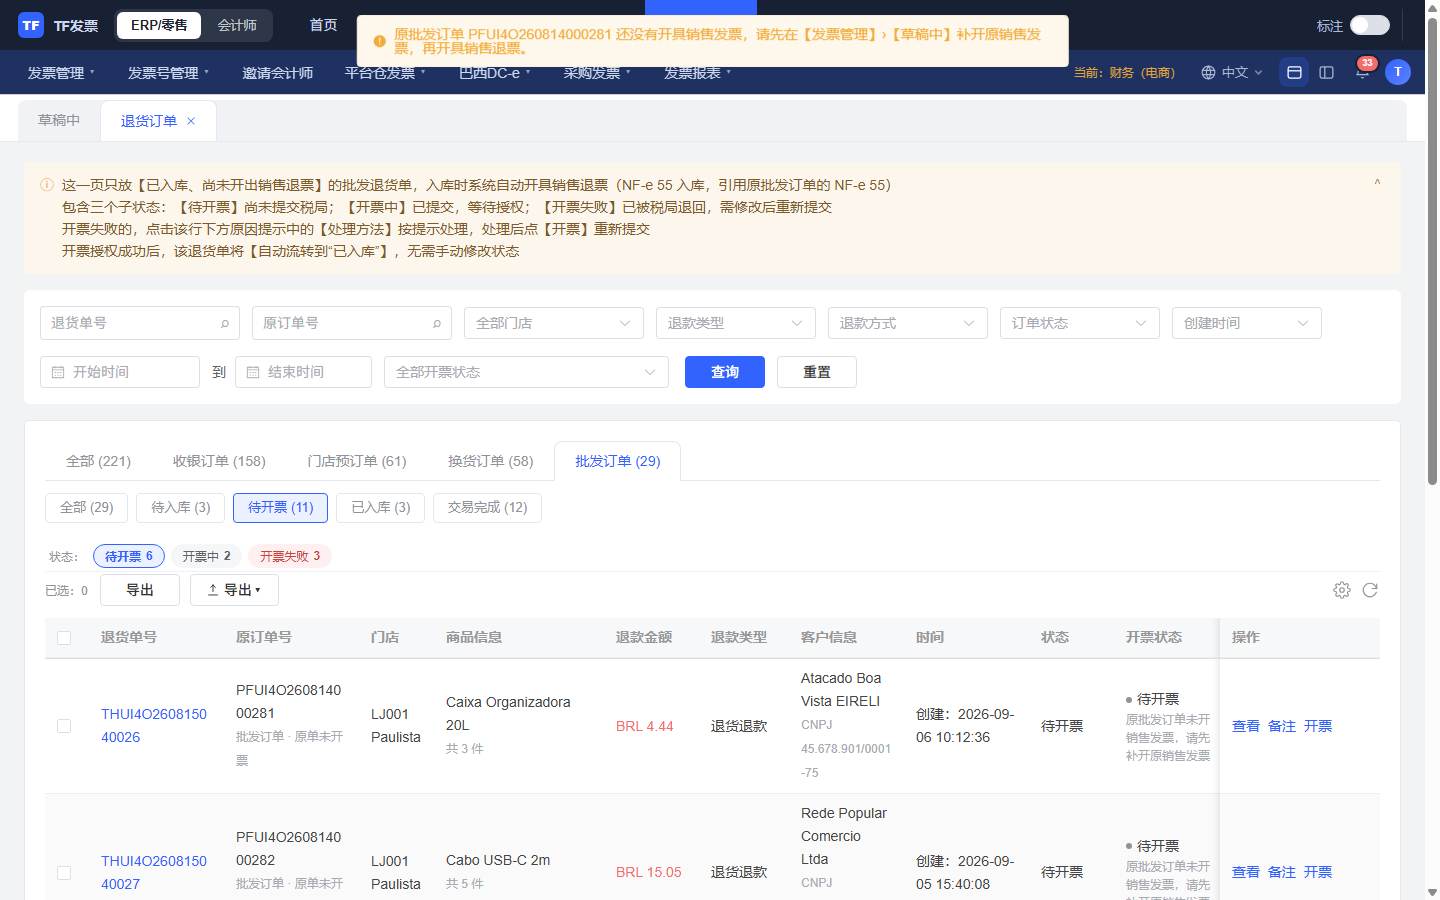 TF TF发票 ERP/零售 会计师 首页 标注
原批发订单 PFUI4O260814000281 还没有开具销售发票，请先在【发票管理】›【草稿中】补开原销售发
票，再开具销售退票。
发票管理 发票号管理 邀请会计师 平台仓发票 巴西DC-e 采购发票 发票报表 当前：财务（电商） 中文 33 T
草稿中 退货订单 ×
这一页只放【已入库、尚未开出销售退票】的批发退货单，入库时系统自动开具销售退票（NF-e 55 入库，引用原批发订单的 NF-e 55）
包含三个子状态：【待开票】尚未提交税局；【开票中】已提交，等待授权；【开票失败】已被税局退回，需修改后重新提交
开票失败的，点击该行下方原因提示中的【处理方法】按提示处理，处理后点【开票】重新提交
开票授权成功后，该退货单将【自动流转到“已入库”】，无需手动修改状态
退货单号 原订单号 全部门店 退款类型 退款方式 订单状态 创建时间
开始时间 到 结束时间 全部开票状态 查询 重置
全部 (221) 收银订单 (158) 门店预订单 (61) 换货订单 (58) 批发订单 (29)
全部 (29) 待入库 (3) 待开票 (11) 已入库 (3) 交易完成 (12)
状态： 待开票 6 开票中 2 开票失败 3
已选：0 导出 导出
退货单号 原订单号 门店 商品信息 退款金额 退款类型 客户信息 时间 状态 开票状态 操作
THUI4O2608150
40026
PFUI4O2608140
00281
批发订单 · 原单未开
票
LJ001
Paulista
Caixa Organizadora
20L
共 3 件
BRL 4.44
退货退款
Atacado Boa
Vista EIRELI
CNPJ
45.678.901/0001
-75
创建：2026-09-
06 10:12:36
待开票
待开票
原批发订单未开
销售发票，请先
补开原销售发票
查看 备注 开票
THUI4O2608150
40027
PFUI4O2608140
00282
批发订单 · 原单未开
LJ001
Paulista
Cabo USB-C 2m
共 5 件
BRL 15.05
退货退款
Rede Popular
Comercio
Ltda
CNPJ
创建：2026-09-
05 15:40:08
待开票
待开票
原批发订单未开
销售发票，请先
查看 备注 开票